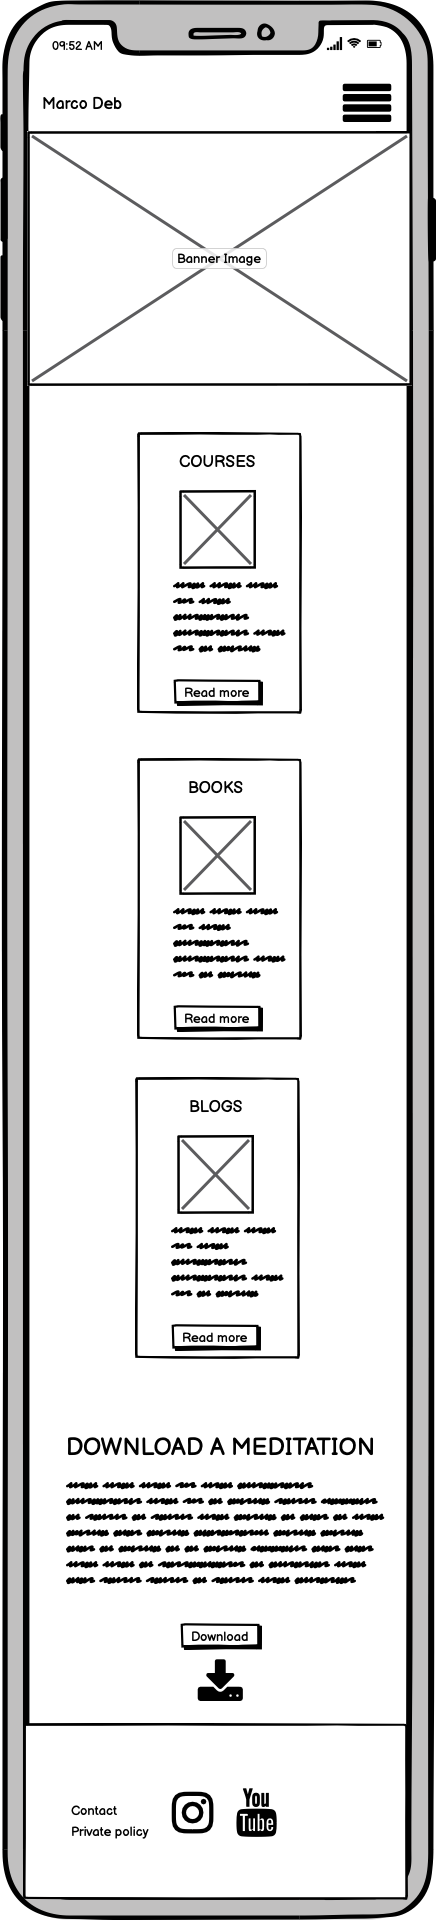 09:52 AM
Marco Deb
Banner Image
COURSES
Read more
BOOKS
Read more
BLOGS
Read more
DOWNLOAD A MEDITATION
Download
Contact
Private policy
You
Tube